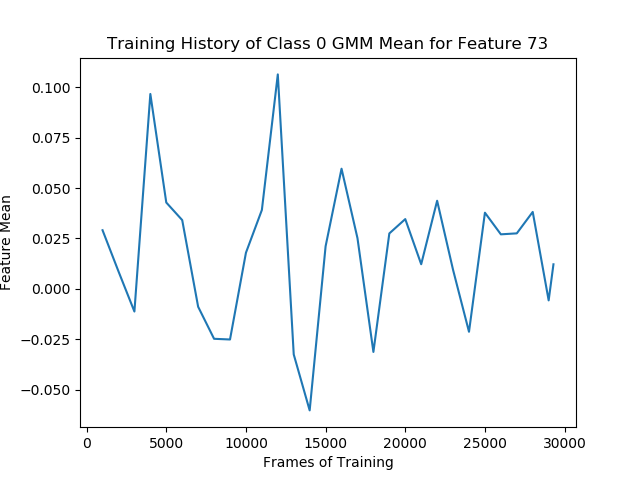 Training History of Class 0 GMM Mean for Feature 73
0.100
0.075
0.050
0.025
0.000
−0.025
−0.050
Feature Mean
0 5000 10000 15000 20000 25000 30000
Frames of Training